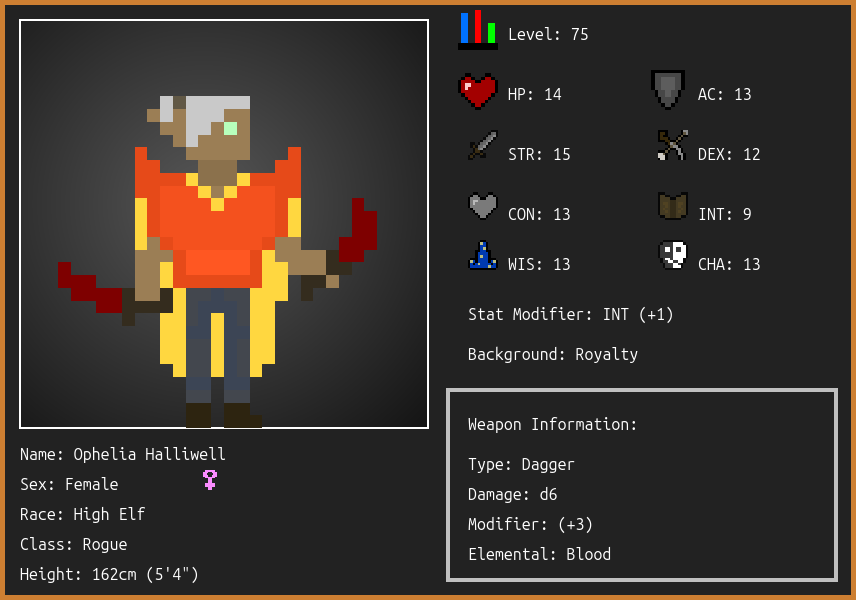 Level: 75
HP: 14
AC: 13
STR: 15
DEX: 12
CON: 13
INT: 9
WIS: 13
CHA: 13
Stat Modifier: INT (+1)
Background: Royalty
Weapon Information:
Type: Dagger
Damage: d6
Modifier: (+3)
Elemental: Blood
Name: Ophelia Halliwell
Sex: Female
Race: High Elf
Class: Rogue
Height: 162cm (5'4")